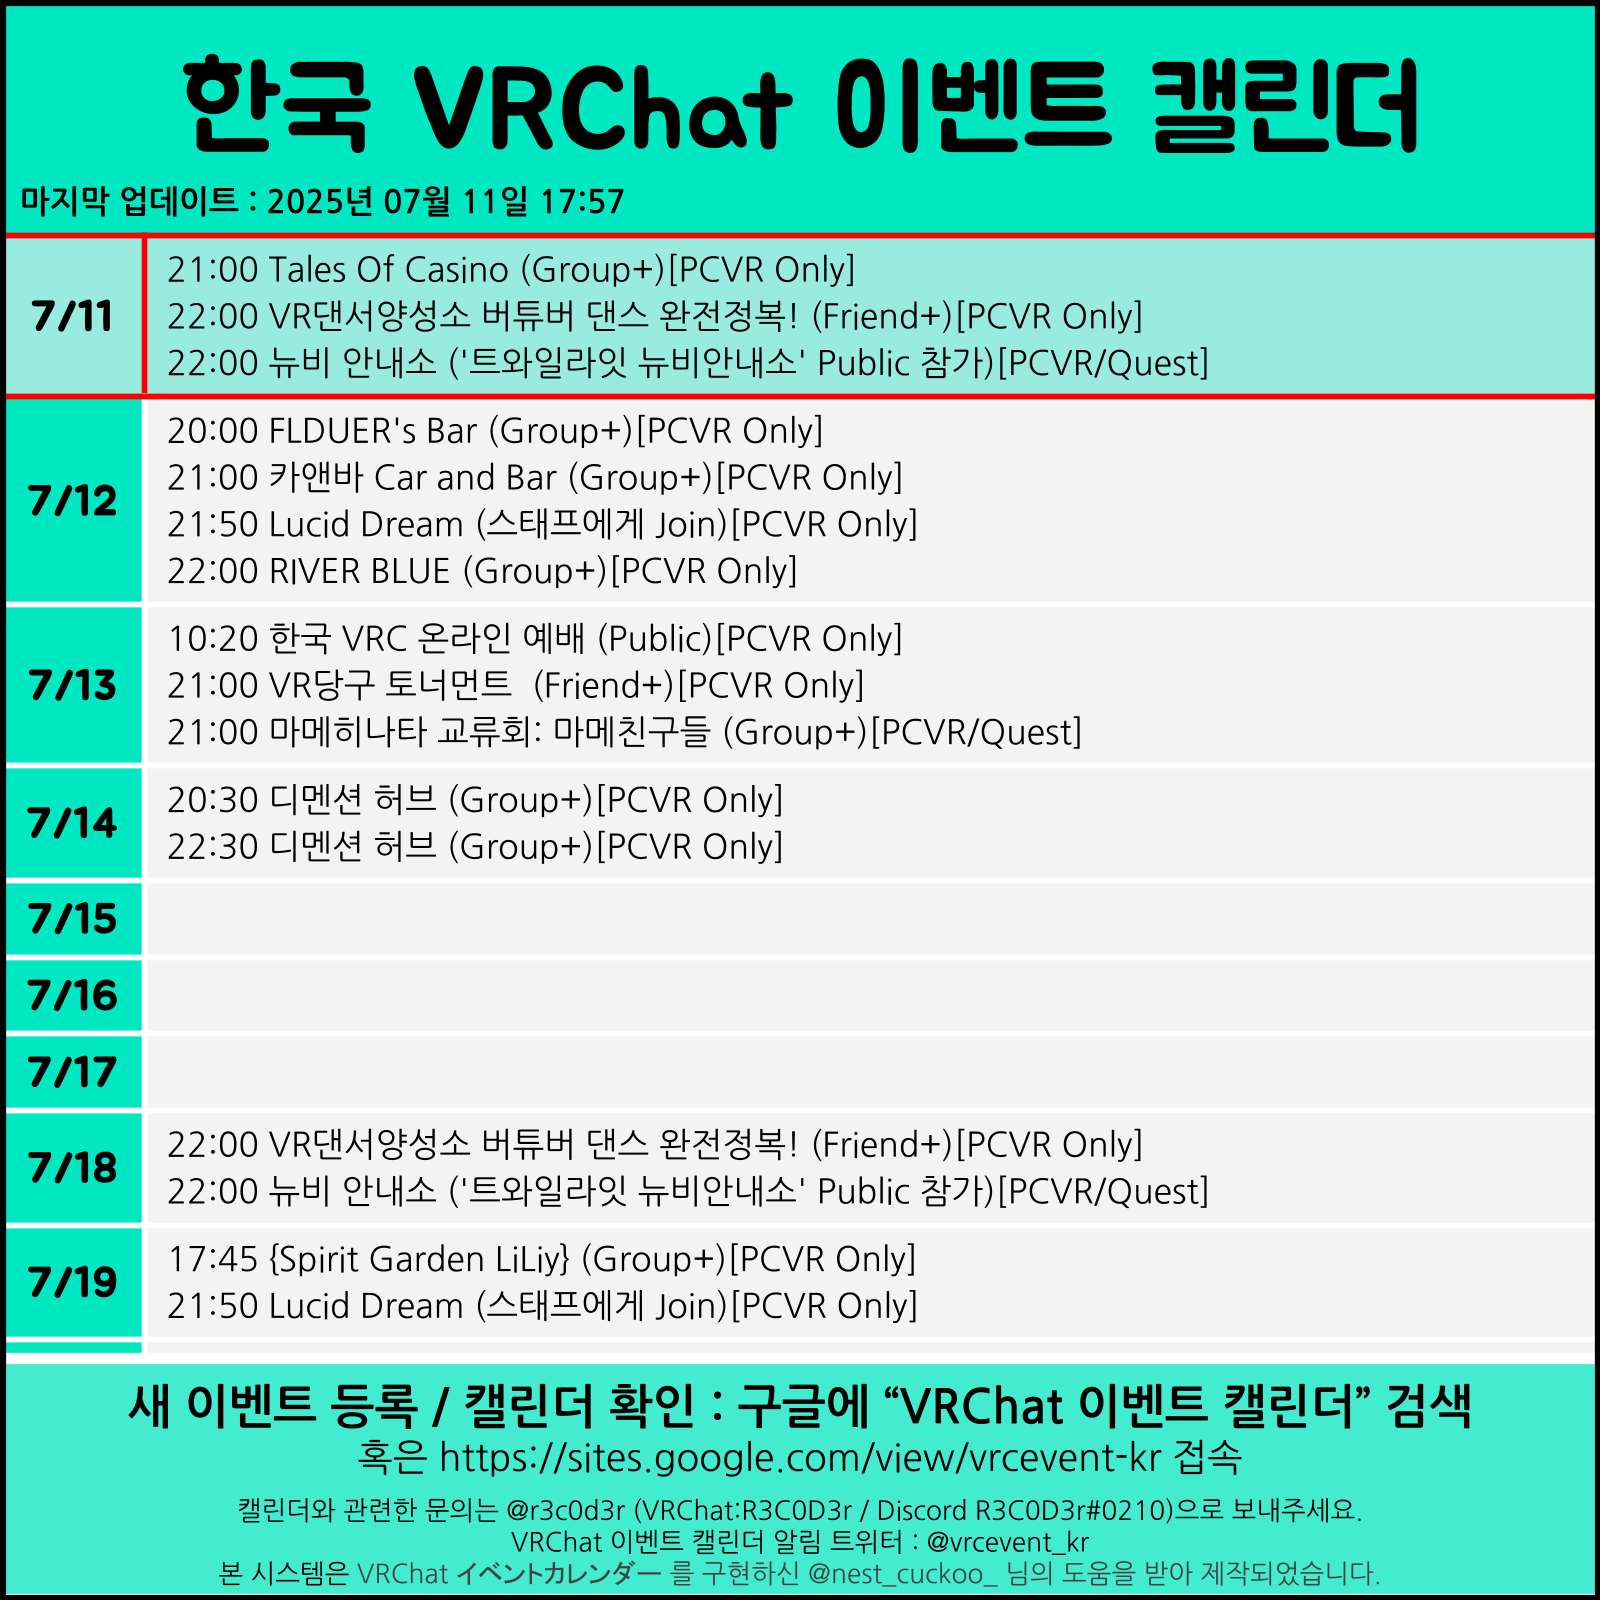 한국 VRChat 이벤트 캘린더
마지막 업데이트 : 2025년 07월 11일 17:57
7/11
21:00 Tales Of Casino (Group+)[PCVR Only]
22:00 VR댄서양성소 버튜버 댄스 완전정복! (Friend+)[PCVR Only]
22:00 뉴비 안내소 ('트와일라잇 뉴비안내소' Public 참가)[PCVR/Quest]
7/12
20:00 FLDUER's Bar (Group+)[PCVR Only]
21:00 카앤바 Car and Bar (Group+)[PCVR Only]
21:50 Lucid Dream (스태프에게 Join)[PCVR Only]
22:00 RIVER BLUE (Group+)[PCVR Only]
7/13
10:20 한국 VRC 온라인 예배 (Public)[PCVR Only]
21:00 VR당구 토너먼트  (Friend+)[PCVR Only]
21:00 마메히나타 교류회: 마메친구들 (Group+)[PCVR/Quest]
7/14
20:30 디멘션 허브 (Group+)[PCVR Only]
22:30 디멘션 허브 (Group+)[PCVR Only]
7/15
7/16
7/17
7/18
22:00 VR댄서양성소 버튜버 댄스 완전정복! (Friend+)[PCVR Only]
22:00 뉴비 안내소 ('트와일라잇 뉴비안내소' Public 참가)[PCVR/Quest]
7/19
17:45 {Spirit Garden LiLiy} (Group+)[PCVR Only]
21:50 Lucid Dream (스태프에게 Join)[PCVR Only]
새 이벤트 등록 / 캘린더 확인 : 구글에 “VRChat 이벤트 캘린더” 검색
혹은 https://sites.google.com/view/vrcevent-kr 접속
캘린더와 관련한 문의는 @r3c0d3r (VRChat:R3C0D3r / Discord R3C0D3r#0210)으로 보내주세요.
VRChat 이벤트 캘린더 알림 트위터 : @vrcevent_kr
본 시스템은 VRChat イベントカレンダー 를 구현하신 @nest_cuckoo_ 님의 도움을 받아 제작되었습니다.